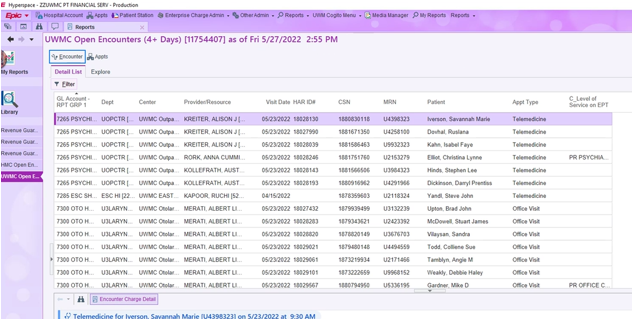 Hyperspace - ZZUWMC PT FINANCIAL SERV - Production
Epic Hospital Account Appts Patient Station Enterprise Charge Admin Other Admin Reports UWM Cogito Menu Media Manager My Reports Reports
Reports
UWMC Open Encounters (4+ Days) [11754407] as of Fri 5/27/2022 2:55 PM
Encounter Appts
My Reports
Detail List Explore
Filter
Library
GL Account - RPT GRP 1 Dept Center Provider/Resource Visit Date HAR ID# CSN MRN Patient Appt Type C_Level of Service on EPT
7265 PSYCHI... UOPCTR [... UWMC Outpa... KREITER, ALISON J [... 05/23/2022 18028130 1880830118 U4398323 Iverson, Savannah Marie Telemedicine
7265 PSYCHI... UOPCTR [... UWMC Outpa... KREITER, ALISON J [... 05/23/2022 18027990 1881671350 U4258100 Dovhal, Ruslana Telemedicine
7265 PSYCHI... UOPCTR [... UWMC Outpa... KREITER, ALISON J [... 05/23/2022 18028039 1881586463 U9932323 Kahn, Isabel Faye Telemedicine
7265 PSYCHI... UOPCTR [... UWMC Outpa... RORK, ANNA CUMMI... 05/23/2022 18028246 1881751760 U2153279 Elliot, Christina Lynne Telemedicine PR PSYCHIA...
7265 PSYCHI... UOPCTR [... UWMC Outpa... KOLLEFRATH, AUST... 05/23/2022 18028143 1881566506 U3984323 Hinds, Stephen Lee Telemedicine
7265 PSYCHI... UOPCTR [... UWMC Outpa... KOLLEFRATH, AUST... 05/23/2022 18028193 1880916962 U4291966 Dickinson, Darryl Prentiss Telemedicine
7285 ESC SH... ESC HI [22... UWMC EAST... KAPOOR, RUCHI [S2... 04/15/2022 1878359603 U2118324 Yandl, Steve John Telemedicine
7300 OTO H... U3LARYN... UWMC Otolar... MERATI, ALBERT LI... 05/23/2022 18027432 1879939499 U3132239 Upton, Brad John Office Visit
7300 OTO H... U3LARYN... UWMC Otolar... MERATI, ALBERT LI... 05/23/2022 18028283 1879343621 U2423392 McDowell, Stuart James Office Visit
7300 OTO H... U3LARYN... UWMC Otolar... MERATI, ALBERT LI... 05/23/2022 18028820 1878820149 U3676703 Vilaysan, Sandra Office Visit
7300 OTO H... U3LARYN... UWMC Otolar... MERATI, ALBERT LI... 05/23/2022 18029021 1879480148 U4494559 Todd, Colliene Sue Office Visit
7300 OTO H... U3LARYN... UWMC Otolar... MERATI, ALBERT LI... 05/23/2022 18029061 1873219934 U2171466 Tamblyn, Angie M Office Visit
7300 OTO H... U3LARYN... UWMC Otolar... MERATI, ALBERT LI... 05/23/2022 18029101 1873222659 U9968152 Weakly, Debbie Haley Office Visit
7300 OTO H... U3LARYN... UWMC Otolar... MERATI, ALBERT LI... 05/23/2022 18029567 1880794950 U5336195 Gardner, Mike D Office Visit PR OFFICE C...
Revenue Guar...
Revenue Guar...
Revenue Guar...
HMC Open En...
UWMC Open E...
Encounter Charge Detail
Telemedicine for Iverson, Savannah Marie [U4398323] on 5/23/2022 at 9:30 AM